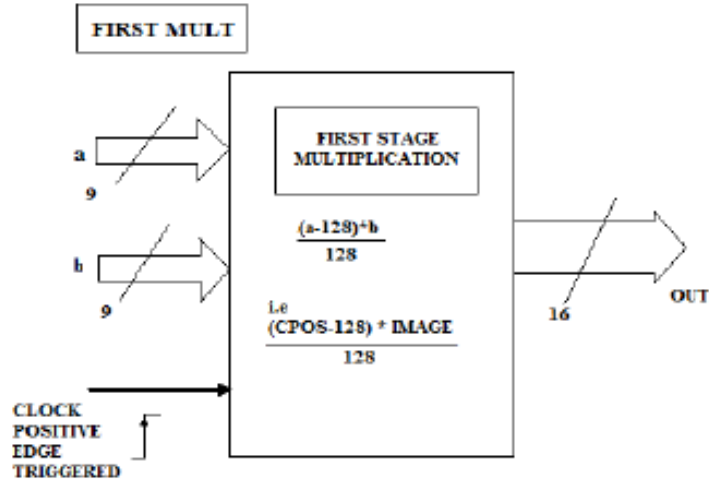 FIRST MULT
FIRST STAGE
MULTIPLICATION
a
9
(a-128)*b
128
b
9
i.e
(CPOS-128) * IMAGE
128
16
OUT
CLOCK
POSITIVE
EDGE
TRIGGERED